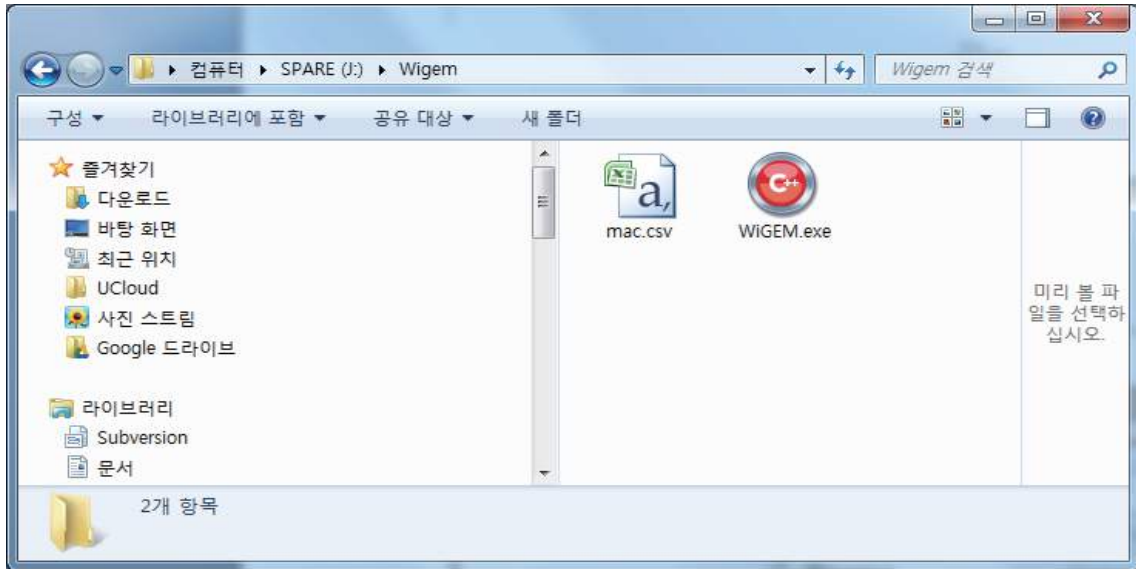 컴퓨터 ▸ SPARE (J:) ▸ Wigem
Wigem 검색
구성 라이브러리에 포함 공유 대상 새 폴더
즐겨찾기
다운로드
바탕 화면
최근 위치
UCloud
사진 스트림
Google 드라이브
라이브러리
Subversion
문서
a,
mac.csv
C++
WiGEM.exe
미리 볼 파
일을 선택하
십시오.
2개 항목